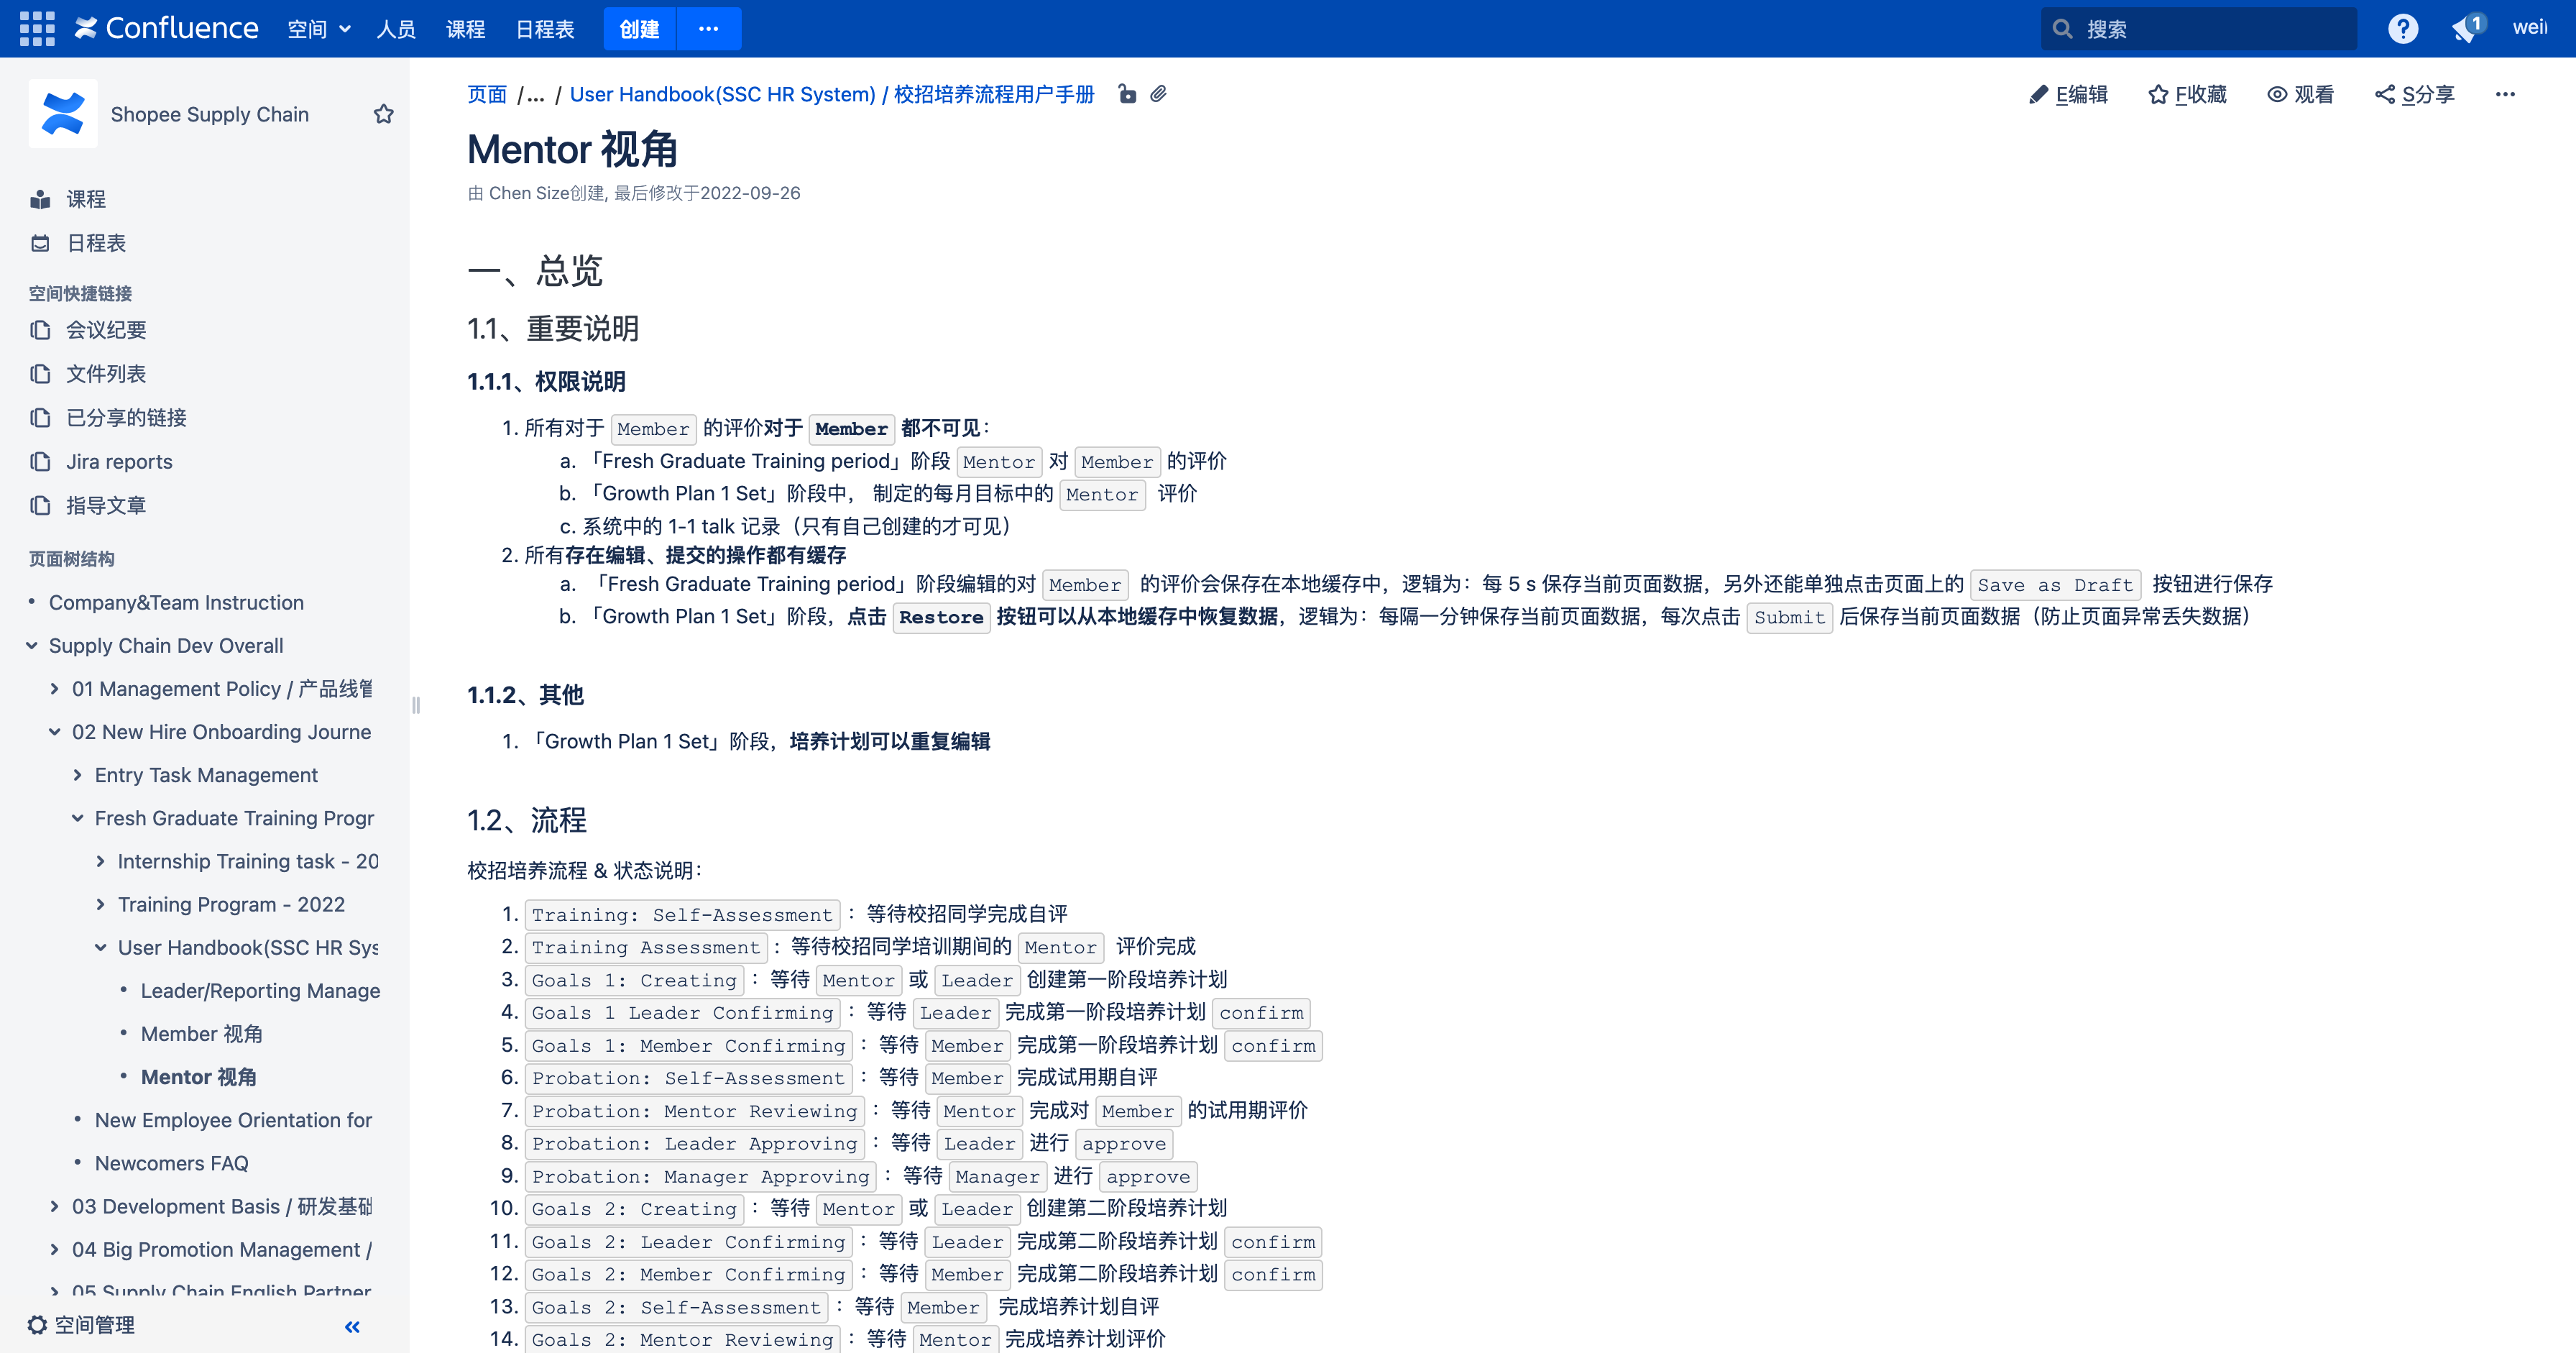 Confluence 空间 人员 课程 日程表 创建 ··· 搜索 1
Shopee Supply Chain
课程
日程表
空间快捷链接
会议纪要
文件列表
已分享的链接
Jira reports
指导文章
页面树结构
• Company&Team Instruction
Supply Chain Dev Overall
01 Management Policy / 产品线管
02 New Hire Onboarding Journe
Entry Task Management
Fresh Graduate Training Progr
Internship Training task - 20
Training Program - 2022
User Handbook(SSC HR Sys
• Leader/Reporting Manage
• Member 视角
• Mentor 视角
• New Employee Orientation for
• Newcomers FAQ
03 Development Basis / 研发基础
04 Big Promotion Management /
05 Supply Chain English Partner
空间管理
页面 /... / User Handbook(SSC HR System) / 校招培养流程用户手册
E编辑 F收藏 观看 S分享 ···
Mentor 视角
由 Chen Size创建, 最后修改于2022-09-26
一、总览
1.1、重要说明
1.1.1、权限说明
1. 所有对于 Member 的评价对于 Member 都不可见：
a. 「Fresh Graduate Training period」阶段 Mentor 对 Member 的评价
b. 「Growth Plan 1 Set」阶段中， 制定的每月目标中的 Mentor 评价
c. 系统中的 1-1 talk 记录（只有自己创建的才可见）
2. 所有存在编辑、提交的操作都有缓存
a. 「Fresh Graduate Training period」阶段编辑的对 Member 的评价会保存在本地缓存中，逻辑为：每 5 s 保存当前页面数据，另外还能单独点击页面上的 Save as Draft 按钮进行保存
b. 「Growth Plan 1 Set」阶段，点击 Restore 按钮可以从本地缓存中恢复数据，逻辑为：每隔一分钟保存当前页面数据，每次点击 Submit 后保存当前页面数据（防止页面异常丢失数据）
1.1.2、其他
1. 「Growth Plan 1 Set」阶段，培养计划可以重复编辑
1.2、流程
校招培养流程 & 状态说明：
1. Training: Self-Assessment ：等待校招同学完成自评
2. Training Assessment ：等待校招同学培训期间的 Mentor 评价完成
3. Goals 1: Creating ：等待 Mentor 或 Leader 创建第一阶段培养计划
4. Goals 1 Leader Confirming ：等待 Leader 完成第一阶段培养计划 confirm
5. Goals 1: Member Confirming ：等待 Member 完成第一阶段培养计划 confirm
6. Probation: Self-Assessment ：等待 Member 完成试用期自评
7. Probation: Mentor Reviewing ：等待 Mentor 完成对 Member 的试用期评价
8. Probation: Leader Approving ：等待 Leader 进行 approve
9. Probation: Manager Approving ：等待 Manager 进行 approve
10. Goals 2: Creating ：等待 Mentor 或 Leader 创建第二阶段培养计划
11. Goals 2: Leader Confirming ：等待 Leader 完成第二阶段培养计划 confirm
12. Goals 2: Member Confirming ：等待 Member 完成第二阶段培养计划 confirm
13. Goals 2: Self-Assessment ：等待 Member 完成培养计划自评
14. Goals 2: Mentor Reviewing ：等待 Mentor 完成培养计划评价